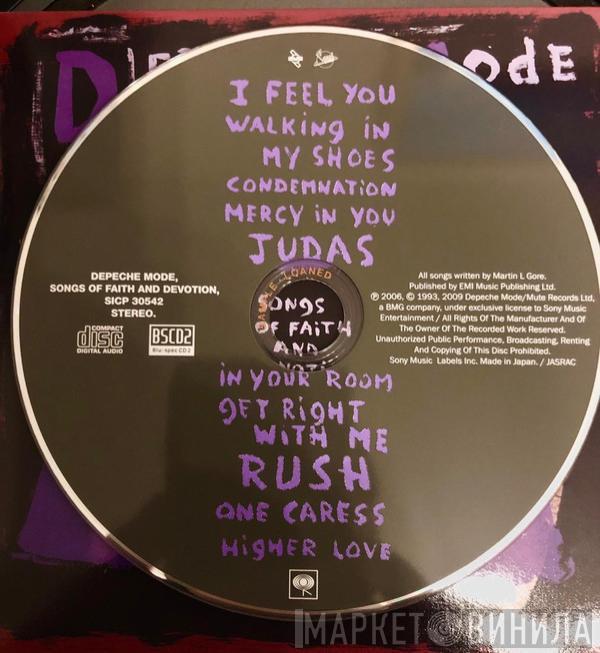 D
odE
I FEEL YOU
WALKiNG iN
MY SHOES
CONDEMNATION
MERCY in YOU
JUDAS
DEPECHE MODE,
SONGS OF FAITH AND DEVOTION,
SICP 30542
STEREO.
COMPACT
disc
DIGITAL AUDIO
BSCD2
Blu-spec CD2
LOANED
ONGS
OF FAiTH
AND
All songs written by Martin L Gore.
Published by EMI Music Publishing Ltd.
℗ 2006, © 1993, 2009 Depeche Mode/Mute Records Ltd,
a BMG company, under exclusive license to Sony Music
Entertainment / All Rights Of The Manufacturer And Of
The Owner Of The Recorded Work Reserved.
Unauthorized Public Performance, Broadcasting, Renting
And Copying Of This Disc Prohibited.
Sony Music Labels Inc. Made in Japan. / JASRAC
iN YOUR ROOM
gET RiGHT
WiTH ME
RUSH
ONE CARESS
HiGHER LOVE
МАРКЕТ ВИНИЛА